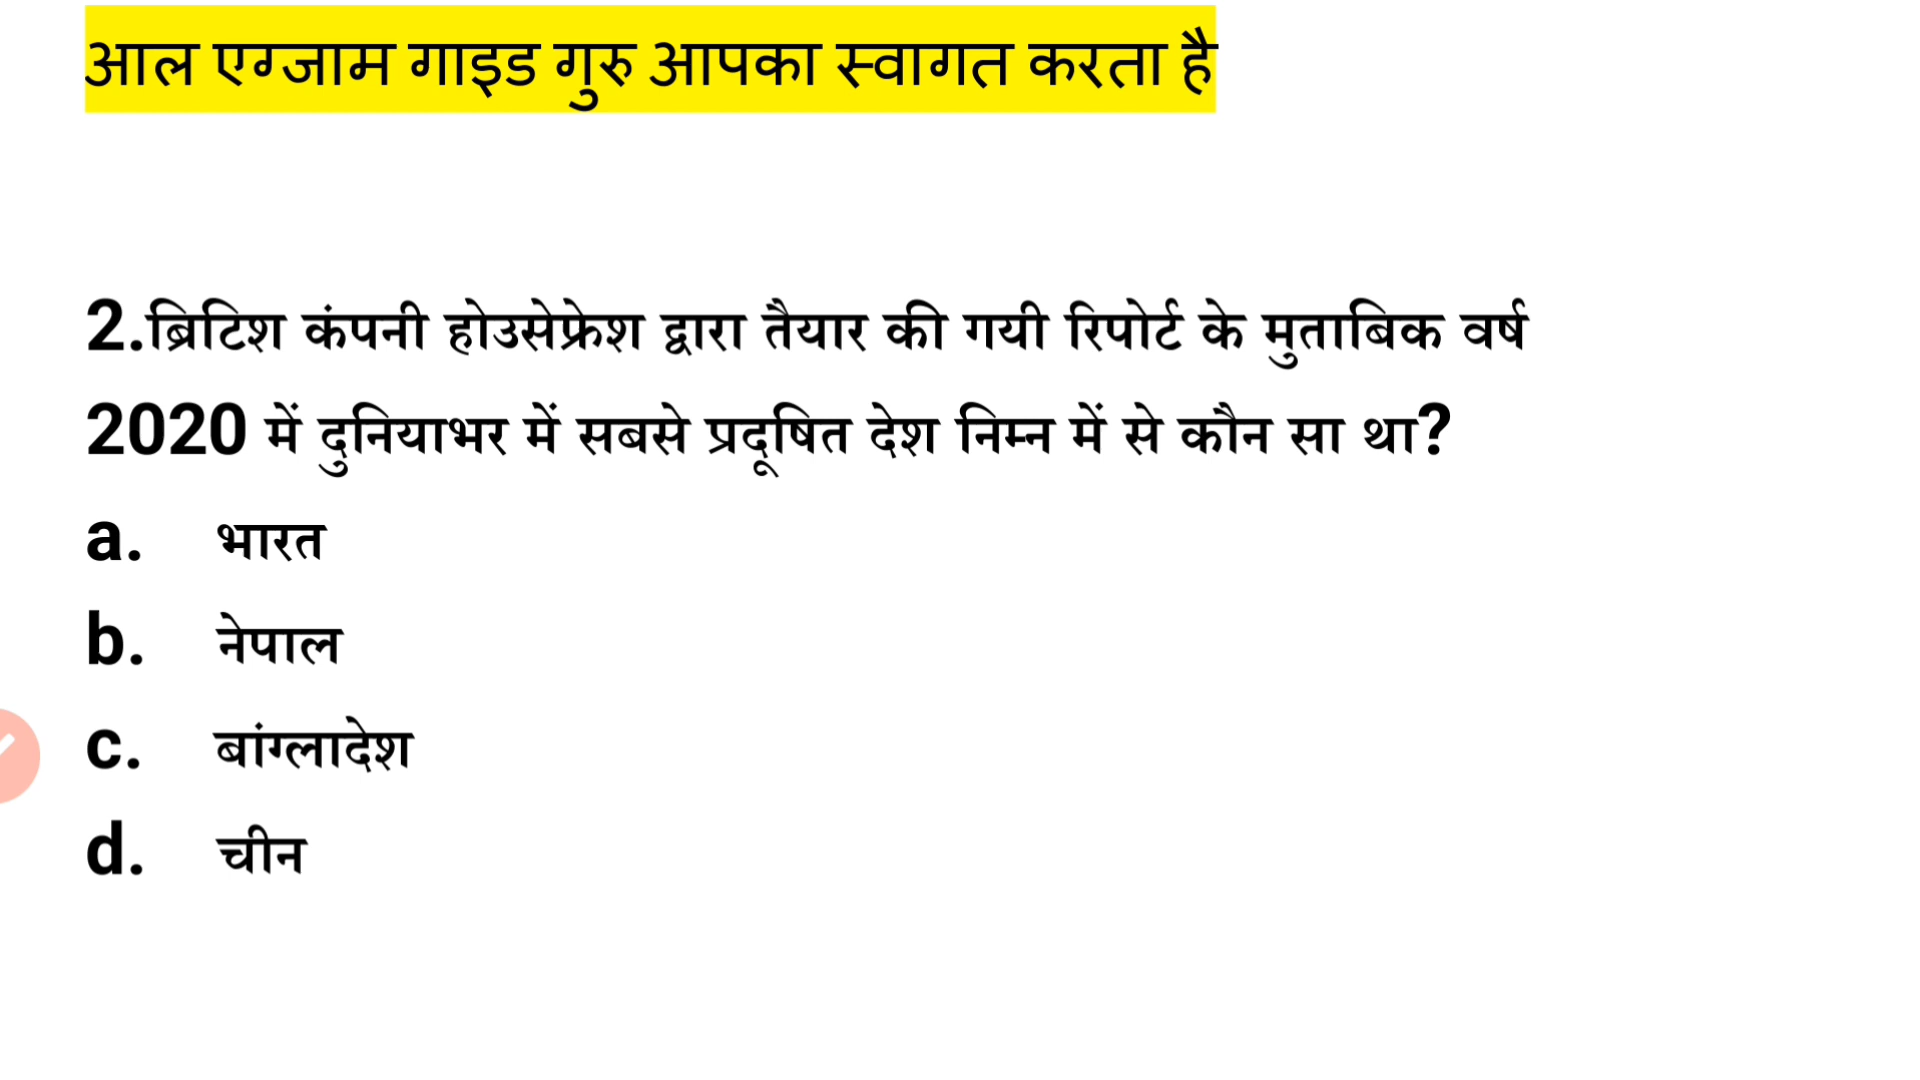 आल एग्जाम गाइड गुरु आपका स्वागत करता है
2.ब्रिटिश कंपनी होउसेफ्रेश द्वारा तैयार की गयी रिपोर्ट के मुताबिक वर्ष
2020 में दुनियाभर में सबसे प्रदूषित देश निम्न में से कौन सा था?
a. भारत
b. नेपाल
c. बांग्लादेश
d. चीन